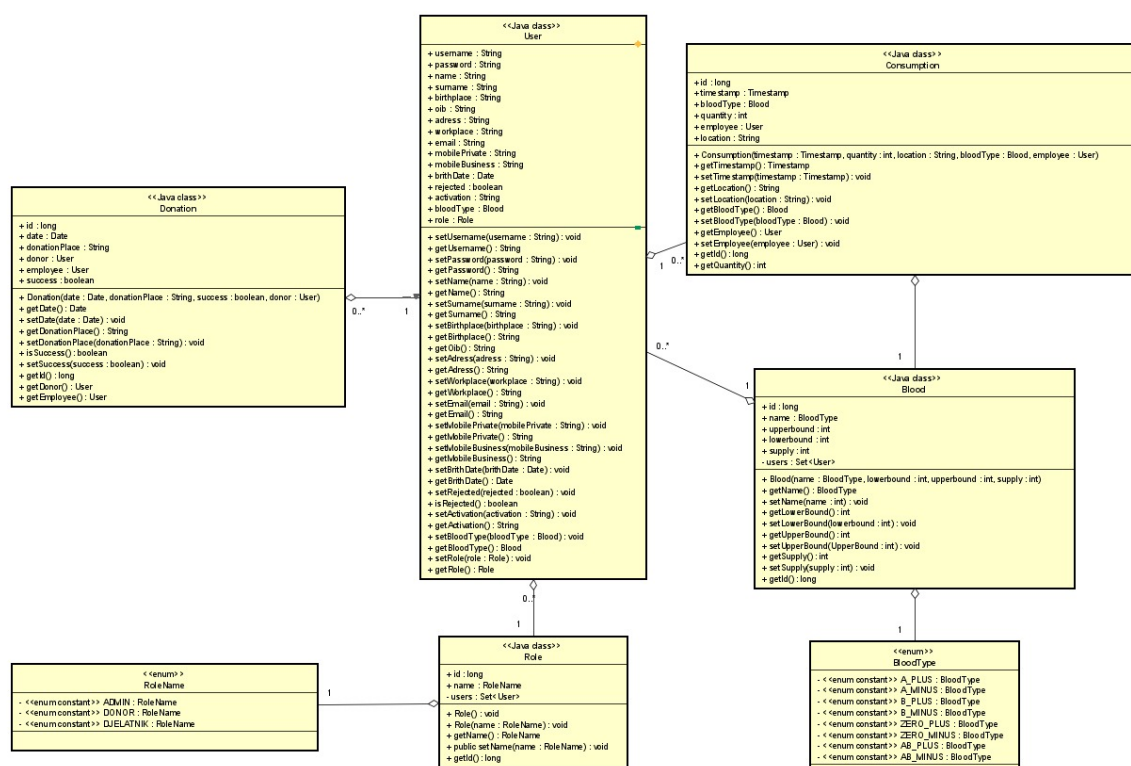 <<Java class>>
User
+ username : String
+ password : String
+ name : String
+ surname : String
+ birthplace : String
+ oib : String
+ adress : String
+ workplace : String
+ email : String
+ mobilePrivate : String
+ mobileBusiness : String
+ brithDate : Date
+ rejected : boolean
+ activation : String
+ bloodType : Blood
+ role : Role
+ setUsername(username : String) : void
+ getUsername() : String
+ setPassword(password : String) : void
+ getPassword() : String
+ setName(name : String) : void
+ getName() : String
+ setSurname(surname : String) : void
+ getSurname() : String
+ setBirthplace(birthplace : String) : void
+ getBirthplace() : String
+ getOib() : String
+ setAdress(adress : String) : void
+ getAdress() : String
+ setWorkplace(workplace : String) : void
+ getWorkplace() : String
+ setEmail(email : String) : void
+ getEmail() : String
+ setMobilePrivate(mobilePrivate : String) : void
+ getMobilePrivate() : String
+ setMobileBusiness(mobileBusiness : String) : void
+ getMobileBusiness() : String
+ setBrithDate(brithDate : Date) : void
+ getBrithDate() : Date
+ setRejected(rejected : boolean) : void
+ isRejected() : boolean
+ setActivation(activation : String) : void
+ getActivation() : String
+ setBloodType(bloodType : Blood) : void
+ getBloodType() : Blood
+ setRole(role : Role) : void
+ getRole() : Role
<<Java class>>
Consumption
+ id : long
+ timestamp : Timestamp
+ bloodType : Blood
+ quantity : int
+ employee : User
+ location : String
+ Consumption(timestamp : Timestamp, quantity : int, location : String, bloodType : Blood, employee : User)
+ getTimestamp() : Timestamp
+ setTimestamp(timestamp : Timestamp) : void
+ getLocation() : String
+ setLocation(location : String) : void
+ getBloodType() : Blood
+ setBloodType(bloodType : Blood) : void
+ getEmployee() : User
+ setEmployee(employee : User) : void
+ getId() : long
+ getQuantity() : int
<<Java class>>
Donation
+ id : long
+ date : Date
+ donationPlace : String
+ donor : User
+ employee : User
+ success : boolean
+ Donation(date : Date, donationPlace : String, success : boolean, donor : User)
+ getDate() : Date
+ setDate(date : Date) : void
+ getDonationPlace() : String
+ setDonationPlace(donationPlace : String) : void
+ isSuccess() : boolean
+ setSuccess(success : boolean) : void
+ getId() : long
+ getDonor() : User
+ getEmployee() : User
0..*
1
1
0..*
0..*
1
1
<<Java class>>
Blood
+ id : long
+ name : BloodType
+ upperbound : int
+ lowerbound : int
+ supply : int
- users : Set<User>
+ Blood(name : BloodType, lowerbound : int, upperbound : int, supply : int)
+ getName() : BloodType
+ setName(name : int) : void
+ getLowerBound() : int
+ setLowerBound(lowerbound : int) : void
+ getUpperBound() : int
+ setUpperBound(UpperBound : int) : void
+ getSupply() : int
+ setSupply(supply : int) : void
+ getId() : long
0..*
1
1
1
<<enum>>
RoleName
- <<enum constant>> ADMIN : RoleName
- <<enum constant>> DONOR : RoleName
- <<enum constant>> DJELATNIK : RoleName
<<Java class>>
Role
+ id : long
+ name : RoleName
- users : Set<User>
+ Role() : void
+ Role(name : RoleName) : void
+ getName() : RoleName
+ public setName(name : RoleName) : void
+ getId() : long
<<enum>>
BloodType
- <<enum constant>> A_PLUS : BloodType
- <<enum constant>> A_MINUS : BloodType
- <<enum constant>> B_PLUS : BloodType
- <<enum constant>> B_MINUS : BloodType
- <<enum constant>> ZERO_PLUS : BloodType
- <<enum constant>> ZERO_MINUS : BloodType
- <<enum constant>> AB_PLUS : BloodType
- <<enum constant>> AB_MINUS : BloodType